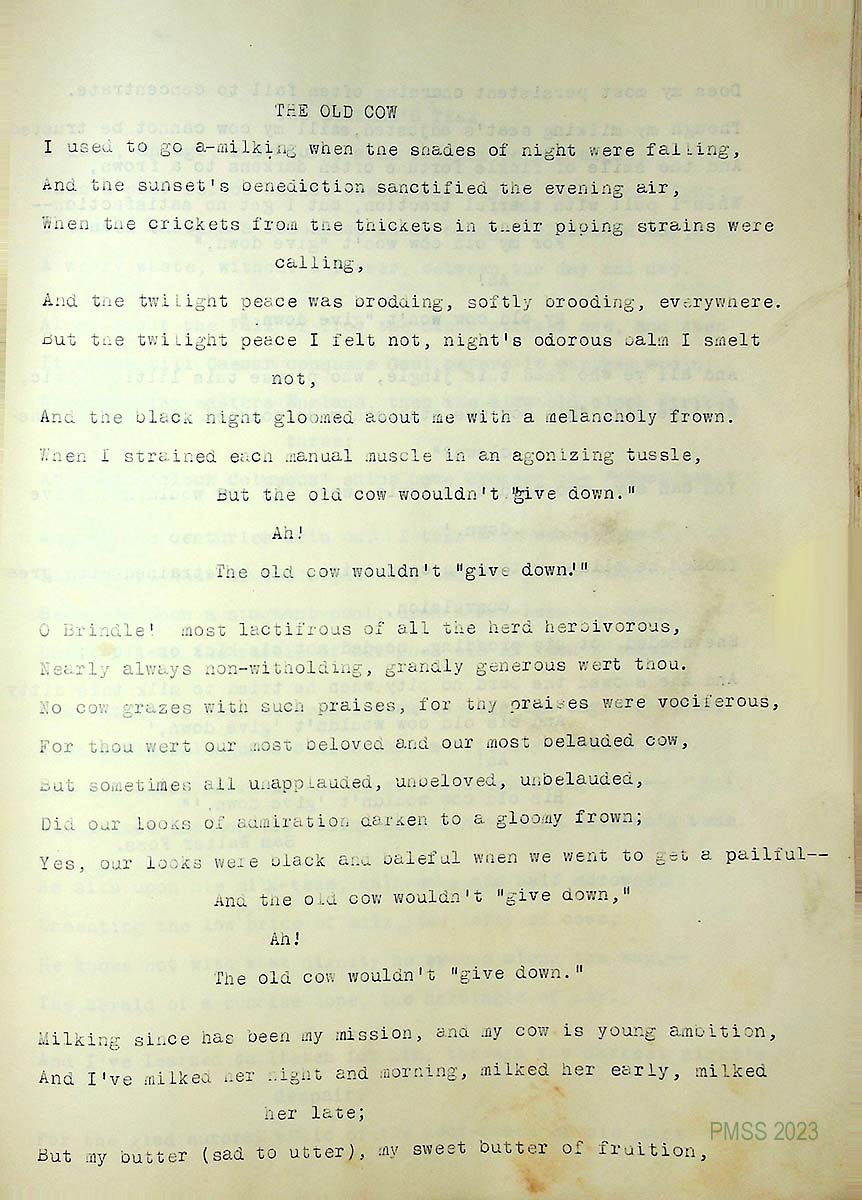 THE OLD COW
I used to go a-milking when the shades of night were falling,
And the sunset's benediction sanctified the evening air,
When the crickets from the thickets in their piping strains were
calling,
And the twilight peace was brodding, softly brooding, everywhere.
But the twilight peace I felt not, night's odorous balm I smelt
not,
And the black night gloomed about me with a melancholy frown.
When I strained each manual muscle in an agonizing tussle,
But the old cow woouldn't "give down."
Ah!
The old cow wouldn't "give down!"
O Brindle! most lactifrous of all the herd herbivorous,
Nearly always non-witholding, grandly generous wert thou.
No cow grazes with such praises, for thy praises were vociferous,
For thou wert our most beloved and our most belauded cow,
But sometimes all unapplauded, unbeloved, unbelauded,
Did our looks of admiration darken to a gloomy frown;
Yes, our looks were black and baleful when we went to get a pailful--
And the old cow wouldn't "give down,"
Ah!
The old cow wouldn't "give down."
Milking since has been my mission, and my cow is young ambition,
And I've milked her night and morning, milked her early, milked
her late;
But my butter (sad to utter), my sweet butter of fruition,
PMSS 2023